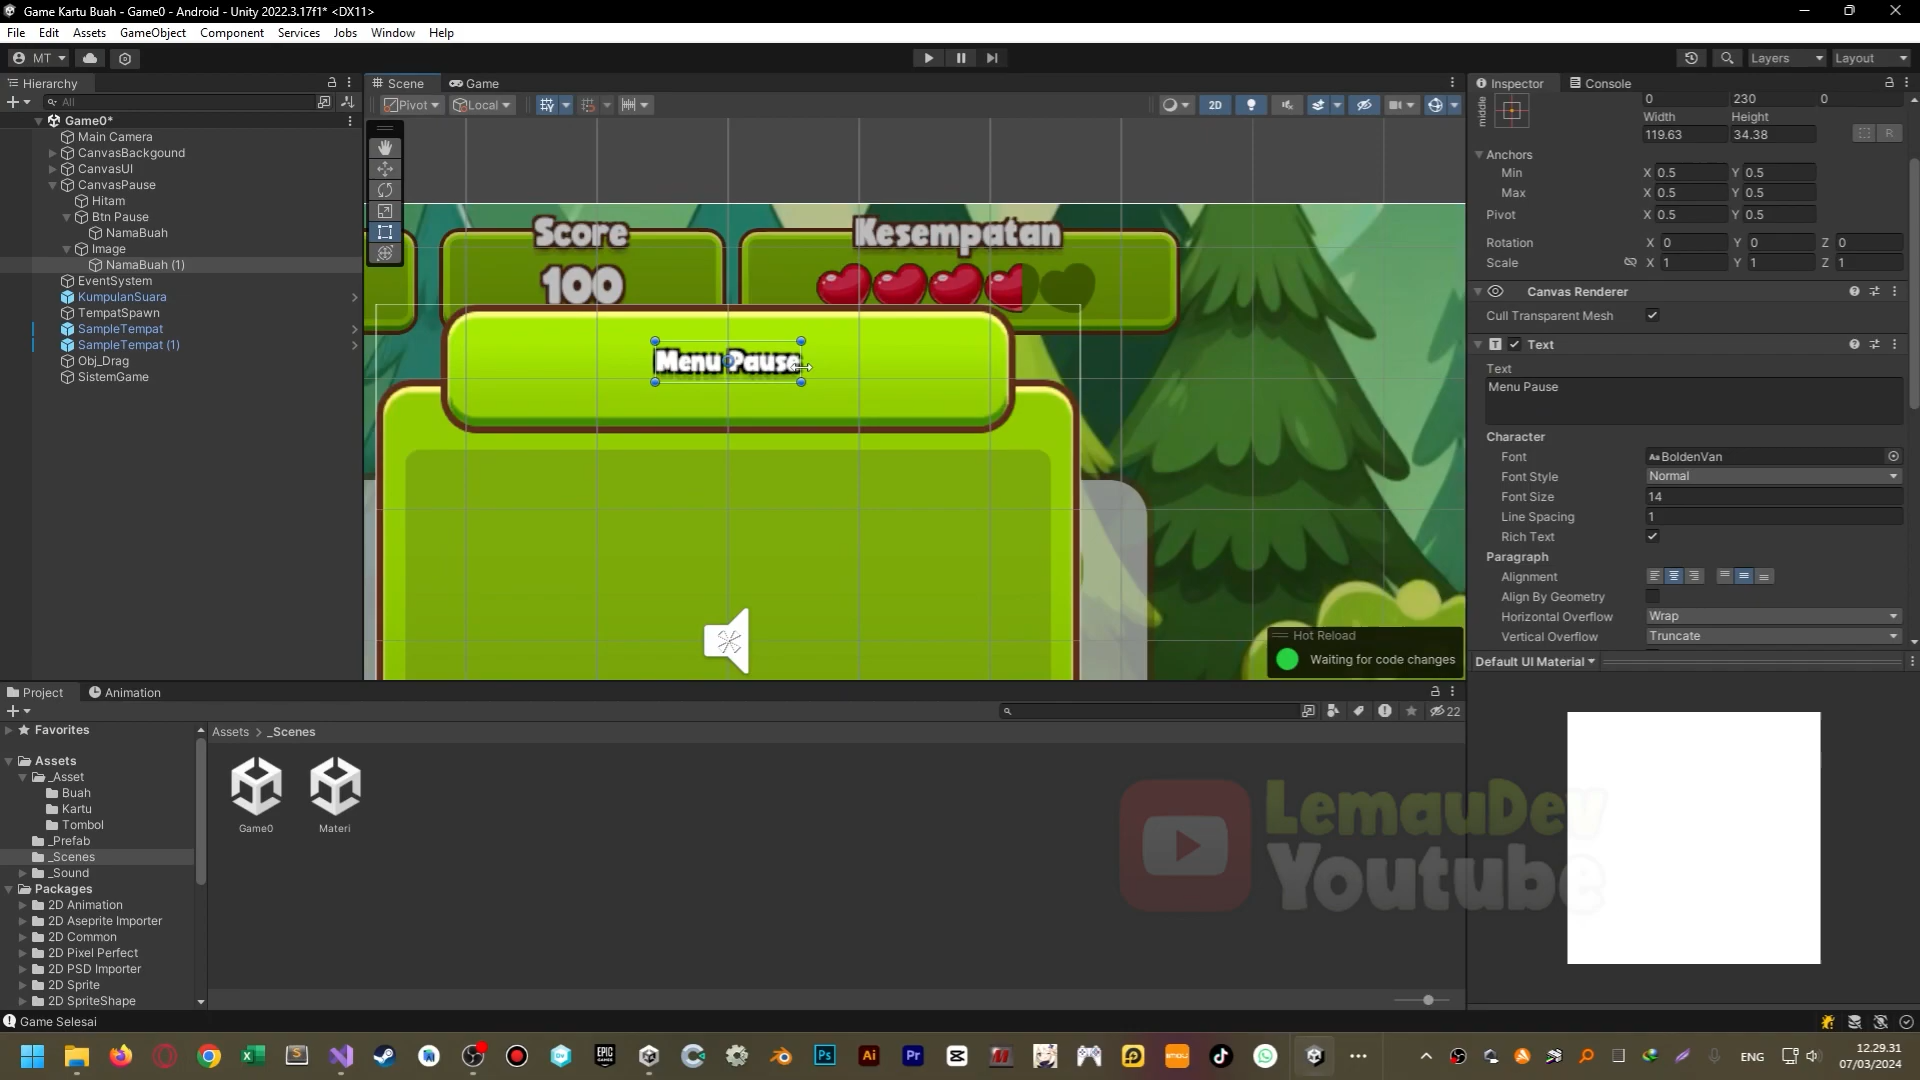 Game Kartu Buah - Game0 - Android - Unity 2022.3.17f1* <DX11>
File Edit Assets GameObject Component Services Jobs Window Help
MT Layers Layout
Hierarchy
All
Game0*
Main Camera
CanvasBackgound
CanvasUI
CanvasPause
Hitam
Btn Pause
NamaBuah
Image
NamaBuah (1)
EventSystem
KumpulanSuara
TempatSpawn
SampleTempat
SampleTempat (1)
Obj_Drag
SistemGame
Scene Game
Pivot Local 2D
Score Kesempatan
100
Menu Pause
Hot Reload
Waiting for code changes
Inspector Console
middle
0 230 0
Width Height
119.63 34.38 R
Anchors
Min X 0.5 Y 0.5
Max X 0.5 Y 0.5
Pivot X 0.5 Y 0.5
Rotation X 0 Y 0 Z 0
Scale X 1 Y 1 Z 1
Canvas Renderer
Cull Transparent Mesh
Text
Text
Menu Pause
Character
Font Aa BoldenVan
Font Style Normal
Font Size 14
Line Spacing 1
Rich Text
Paragraph
Alignment
Align By Geometry
Horizontal Overflow Wrap
Vertical Overflow Truncate
Default UI Material
Project Animation
22
Favorites
Assets
_Asset
Buah
Kartu
Tombol
_Prefab
_Scenes
_Sound
Packages
2D Animation
2D Aseprite Importer
2D Common
2D Pixel Perfect
2D PSD Importer
2D Sprite
2D SpriteShape
Assets > _Scenes
Game0 Materi
LemauDev
Youtube
Game Selesai
ENG
12.29.31
07/03/2024